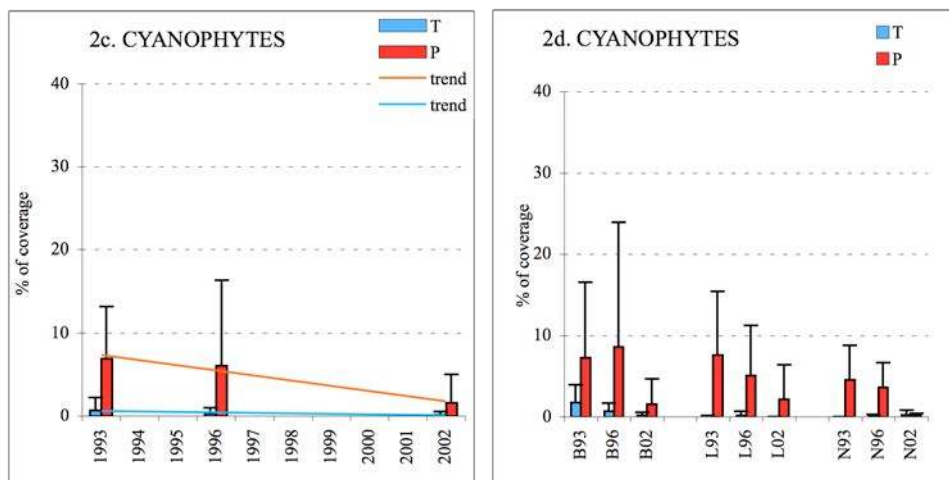 2c. CYANOPHYTES
T
P
trend
trend
% of coverage
40
30
20
10
0
1993
1994
1995
1996
1997
1998
1999
2000
2001
2002
2d. CYANOPHYTES
T
P
% of coverage
40
30
20
10
0
B93
B96
B02
L93
L96
L02
N93
N96
N02